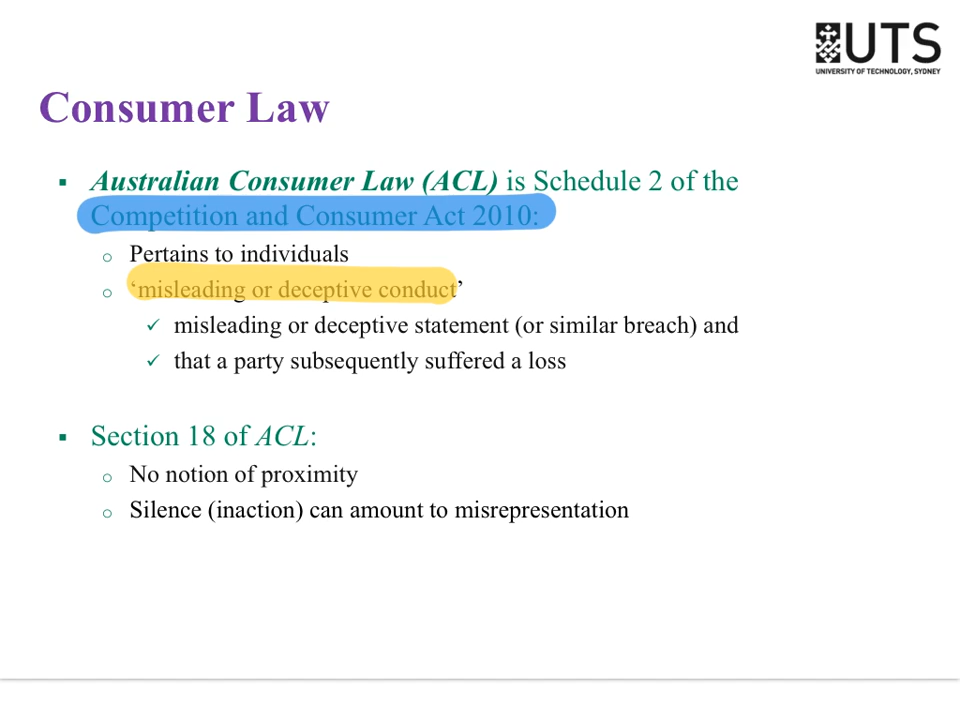 UTS
UNIVERSITY OF TECHNOLOGY, SYDNEY
Consumer Law
▪ Australian Consumer Law (ACL) is Schedule 2 of the
Competition and Consumer Act 2010:
o Pertains to individuals
o ‘misleading or deceptive conduct’
✓ misleading or deceptive statement (or similar breach) and
✓ that a party subsequently suffered a loss
▪ Section 18 of ACL:
o No notion of proximity
o Silence (inaction) can amount to misrepresentation